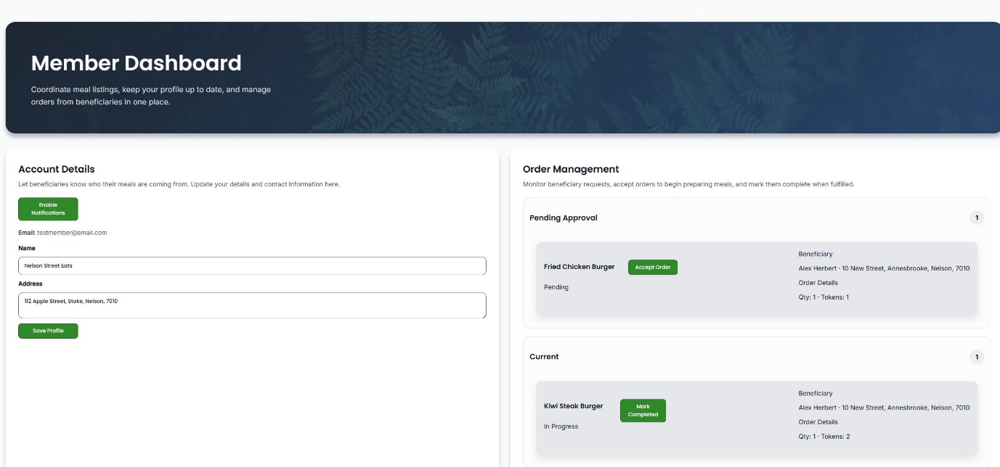 Member Dashboard
Coordinate meal listings, keep your profile up to date, and manage
orders from beneficiaries in one place.
Account Details
Let beneficiaries know who their meals are coming from. Update your details and contact information here.
Enable
Notifications
Email: testmember@email.com
Name
Nelson Street Eats
Address
112 Apple Street, Stoke, Nelson, 7010
Save Profile
Order Management
Monitor beneficiary requests, accept orders to begin preparing meals, and mark them complete when fulfilled.
Pending Approval
1
Fried Chicken Burger
Accept Order
Pending
Beneficiary
Alex Herbert · 10 New Street, Annesbrooke, Nelson, 7010
Order Details
Qty: 1 · Tokens: 1
Current
1
Kiwi Steak Burger
Mark
Completed
In Progress
Beneficiary
Alex Herbert · 10 New Street, Annesbrooke, Nelson, 7010
Order Details
Qty: 1 · Tokens: 2